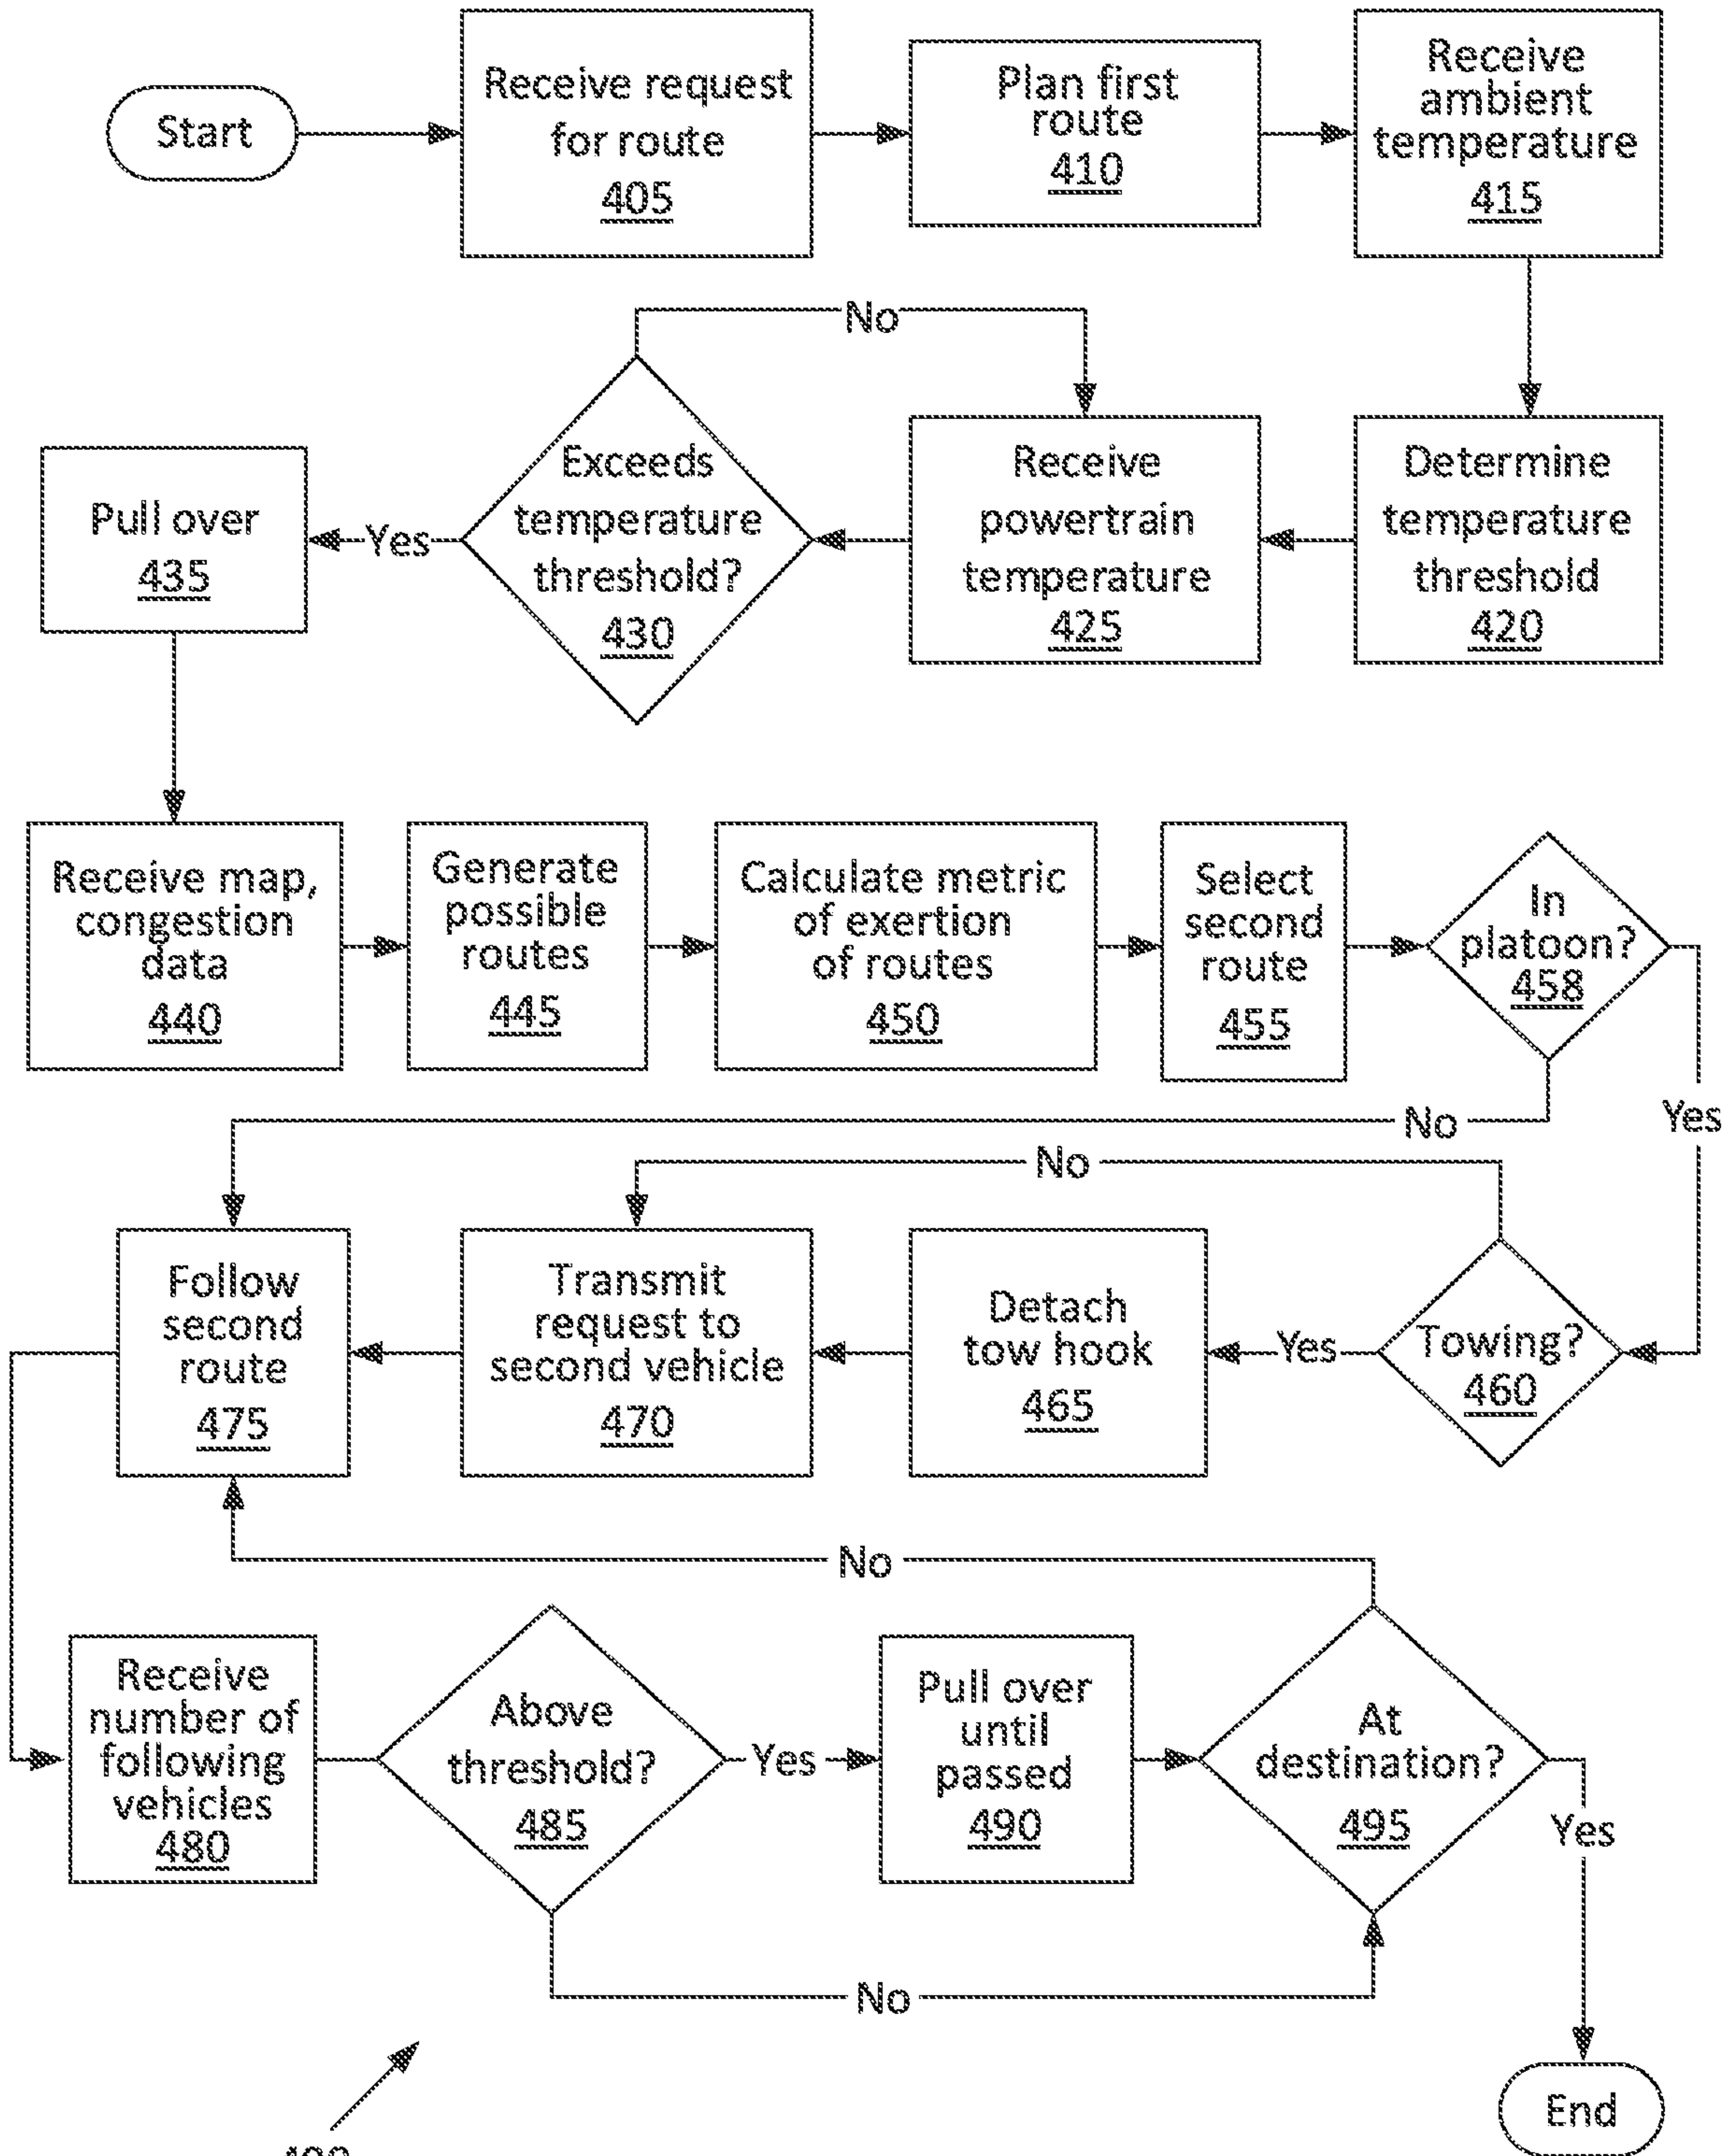 Start
Receive request
for route
405
Plan first
route
410
Receive
ambient
temperature
415
No
Pull over
435
Yes
Exceeds
temperature
threshold?
430
Receive
powertrain
temperature
425
Determine
temperature
threshold
420
Receive map,
congestion
data
440
Generate
possible
routes
445
Calculate metric
of exertion
of routes
450
Select
second
route
455
In
platoon?
458
No
Yes
No
Follow
second
route
475
Transmit
request to
second vehicle
470
Detach
tow hook
465
Yes
Towing?
460
No
Receive
number of
following
vehicles
480
Above
threshold?
485
Yes
Pull over
until
passed
490
At
destination?
495
Yes
No
End